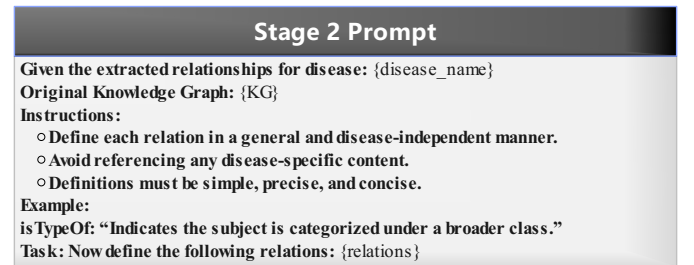 Stage 2 Prompt
Given the extracted relationships for disease: {disease_name}
Original Knowledge Graph: {KG}
Instructions:
○ Define each relation in a general and disease-independent manner.
○ Avoid referencing any disease-specific content.
○ Definitions must be simple, precise, and concise.
Example:
isTypeOf: “Indicates the subject is categorized under a broader class.”
Task: Now define the following relations: {relations}